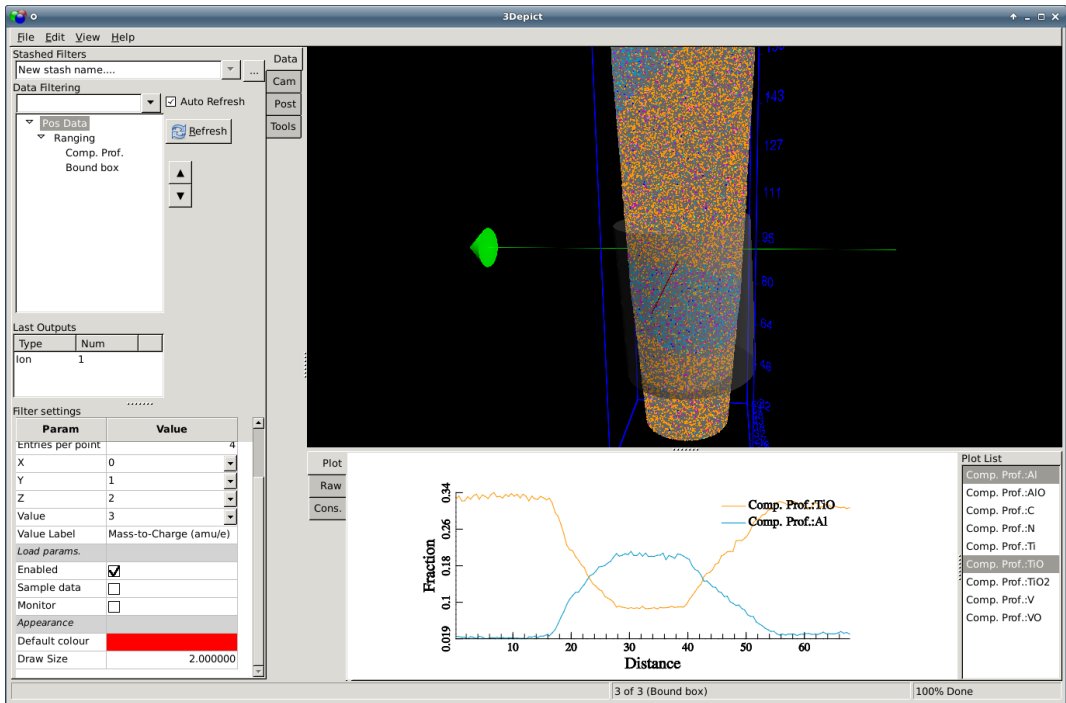 3Depict
File Edit View Help
Stashed Filters
New stash name....
...
Data Filtering
Auto Refresh
Pos Data
Ranging
Comp. Prof.
Bound box
Refresh
Data
Cam
Post
Tools
Last Outputs
Type Num
Ion 1
Filter settings
Param Value
Entries per point 4
X 0
Y 1
Z 2
Value 3
Value Label Mass-to-Charge (amu/e)
Load params.
Enabled
Sample data
Monitor
Appearance
Default colour
Draw Size 2.000000
143
127
111
95
80
64
48
Plot
Raw
Cons.
0.34
0.26
0.18
0.1
0.019
Fraction
Comp. Prof.:TiO
Comp. Prof.:Al
10 20 30 40 50 60
Distance
Plot List
Comp. Prof.:Al
Comp. Prof.:AlO
Comp. Prof.:C
Comp. Prof.:N
Comp. Prof.:Ti
Comp. Prof.:TiO
Comp. Prof.:TiO2
Comp. Prof.:V
Comp. Prof.:VO
3 of 3 (Bound box)
100% Done